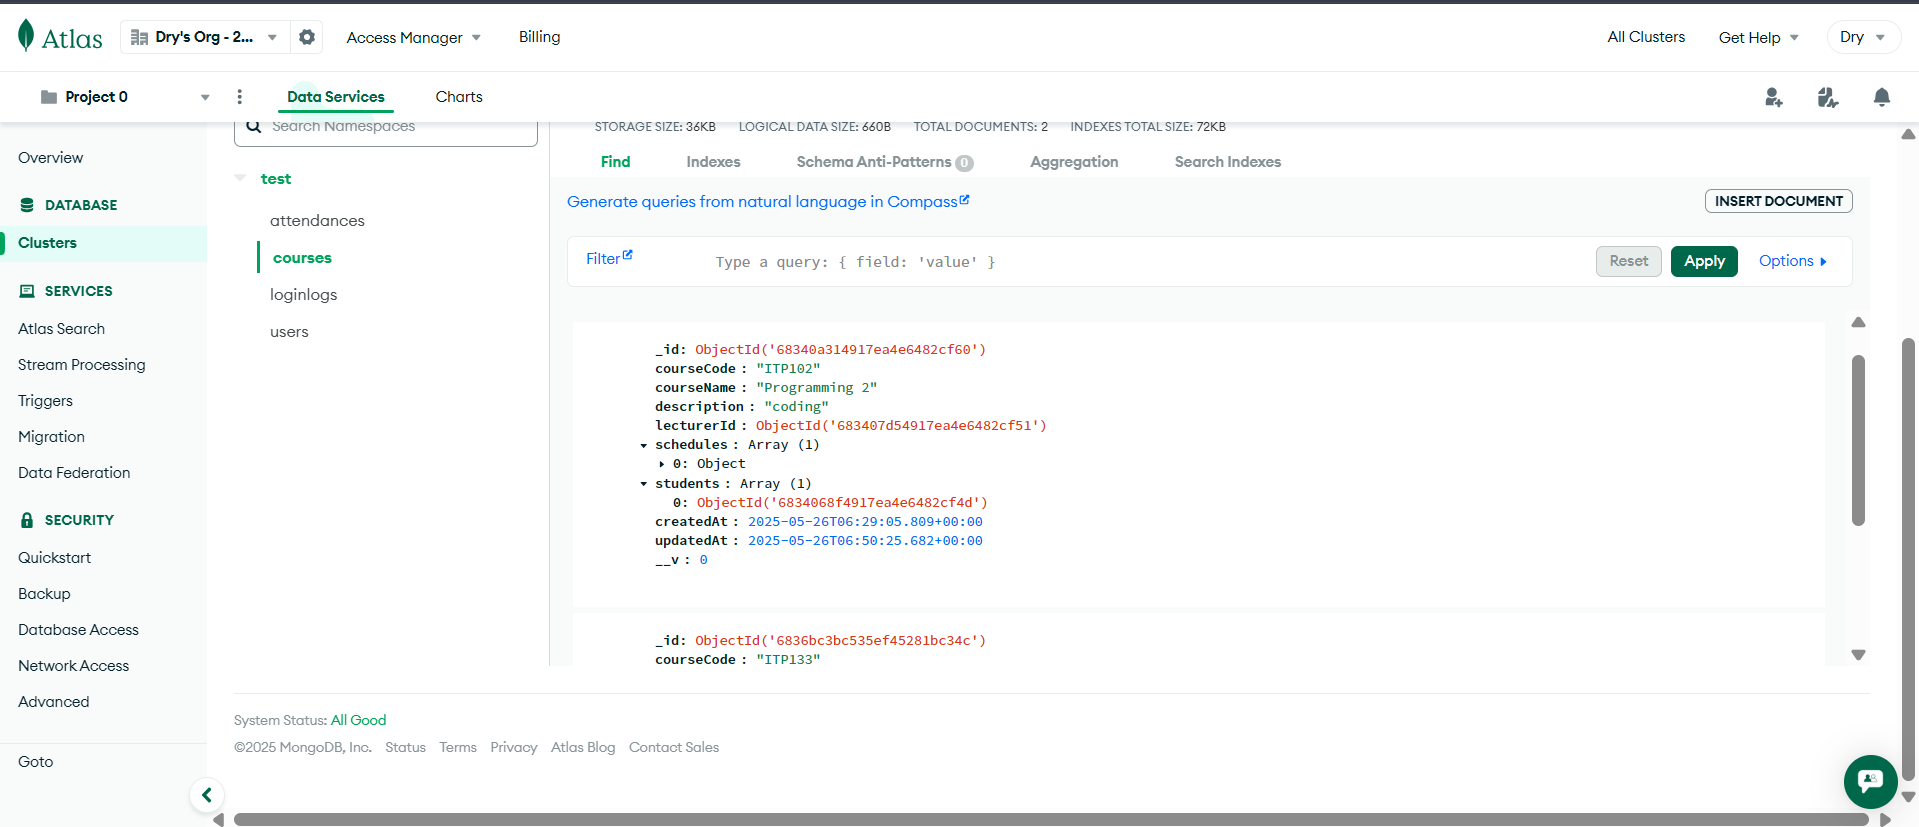 Atlas
Dry's Org - 2...
Access Manager
Billing
All Clusters
Get Help
Dry
Project 0
Data Services
Charts
Overview
DATABASE
Clusters
SERVICES
Atlas Search
Stream Processing
Triggers
Migration
Data Federation
SECURITY
Quickstart
Backup
Database Access
Network Access
Advanced
Goto
Search Namespaces
test
attendances
courses
loginlogs
users
STORAGE SIZE: 36KB LOGICAL DATA SIZE: 660B TOTAL DOCUMENTS: 2 INDEXES TOTAL SIZE: 72KB
Find Indexes Schema Anti-Patterns 0 Aggregation Search Indexes
Generate queries from natural language in Compass
INSERT DOCUMENT
Filter
Type a query: { field: 'value' }
Reset
Apply
Options
_id: ObjectId('68340a314917ea4e6482cf60')
courseCode : "ITP102"
courseName : "Programming 2"
description : "coding"
lecturerId : ObjectId('683407d54917ea4e6482cf51')
schedules : Array (1)
0: Object
students : Array (1)
0: ObjectId('6834068f4917ea4e6482cf4d')
createdAt : 2025-05-26T06:29:05.809+00:00
updatedAt : 2025-05-26T06:50:25.682+00:00
__v : 0
_id: ObjectId('6836bc3bc535ef45281bc34c')
courseCode : "ITP133"
System Status: All Good
©2025 MongoDB, Inc. Status Terms Privacy Atlas Blog Contact Sales